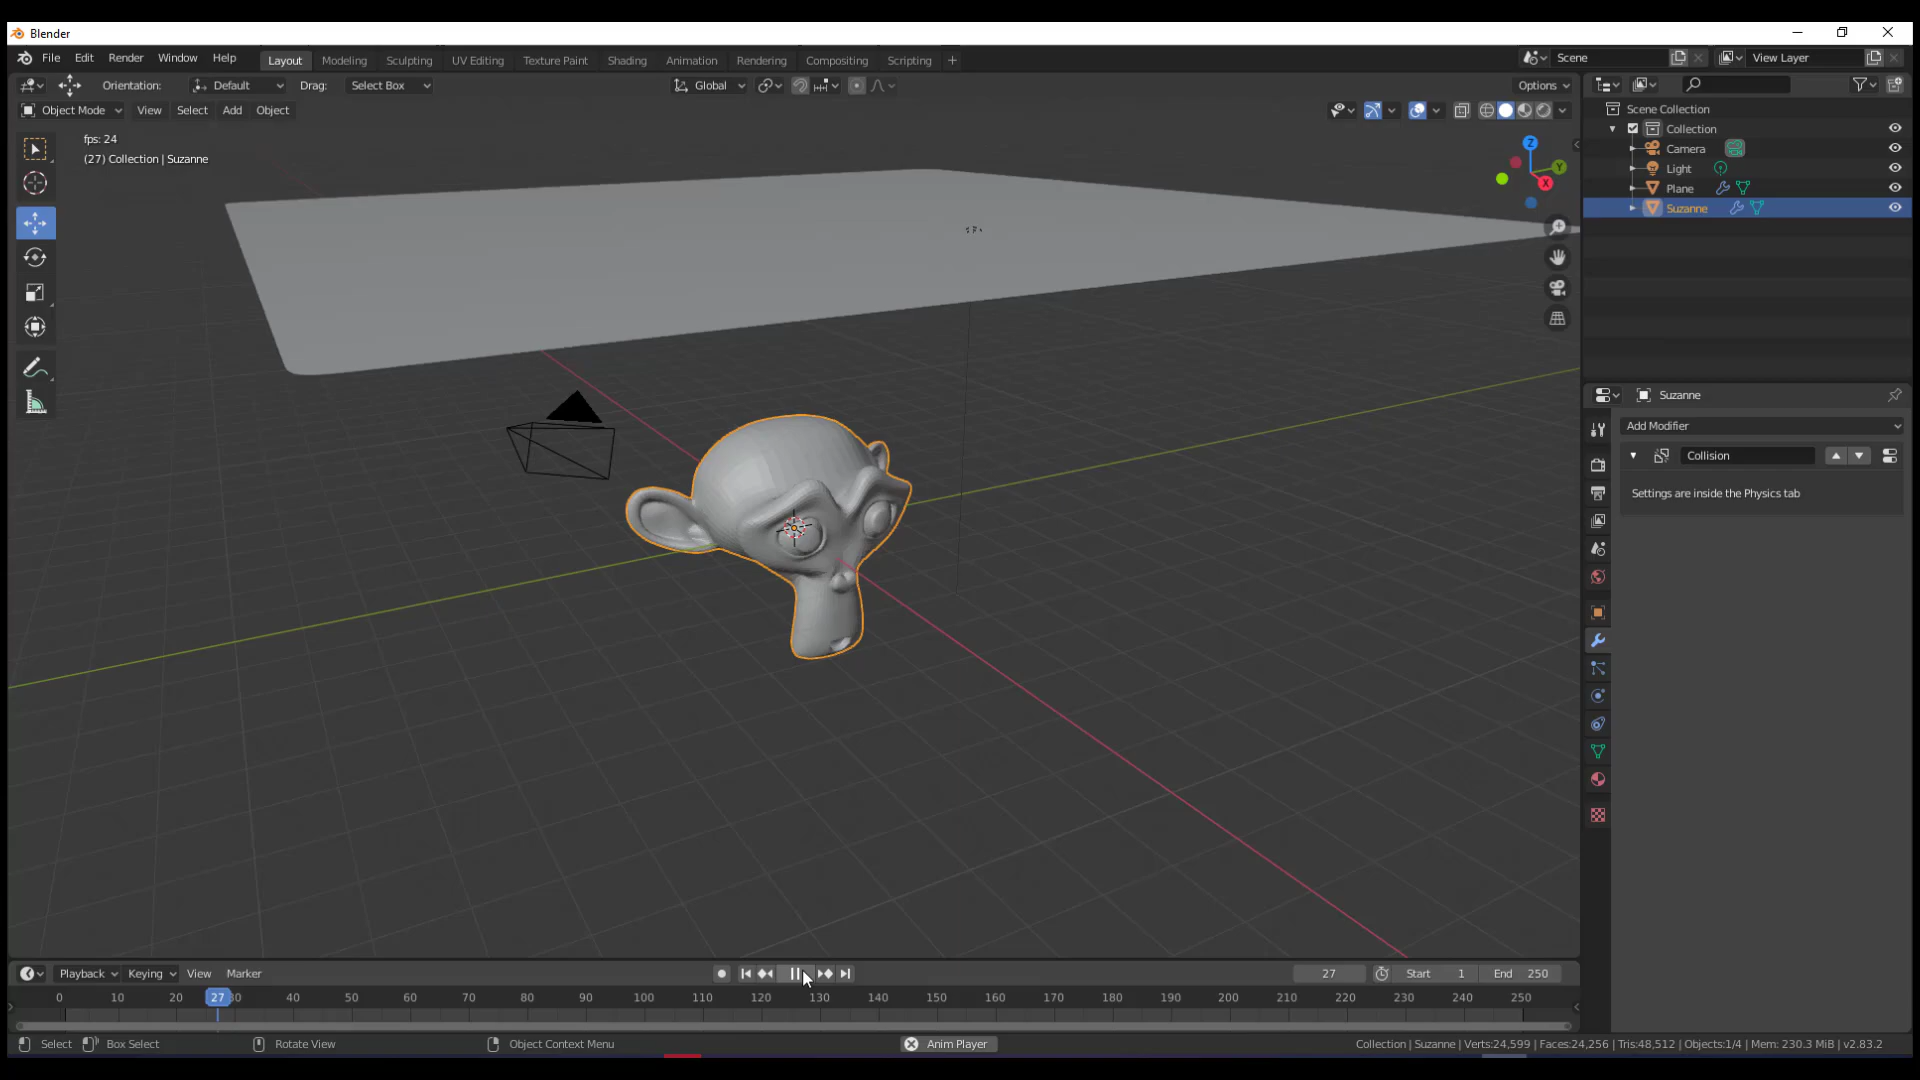 Blender
File Edit Render Window Help Layout Modeling Sculpting UV Editing Texture Paint Shading Animation Rendering Compositing Scripting + Scene View Layer
Orientation: Default Drag: Select Box Global Options
Object Mode View Select Add Object
fps: 24
(27) Collection | Suzanne
Z
Y
X
Scene Collection
Collection
Camera
Light
Plane
Suzanne
Suzanne
Add Modifier
Collision
Settings are inside the Physics tab
Playback Keying View Marker 27 Start 1 End 250
0 10 20 27 30 40 50 60 70 80 90 100 110 120 130 140 150 160 170 180 190 200 210 220 230 240 250
Select Box Select Rotate View Object Context Menu Anim Player Collection | Suzanne | Verts:24,599 | Faces:24,256 | Tris:48,512 | Objects:1/4 | Mem: 230.3 MiB | v2.83.2